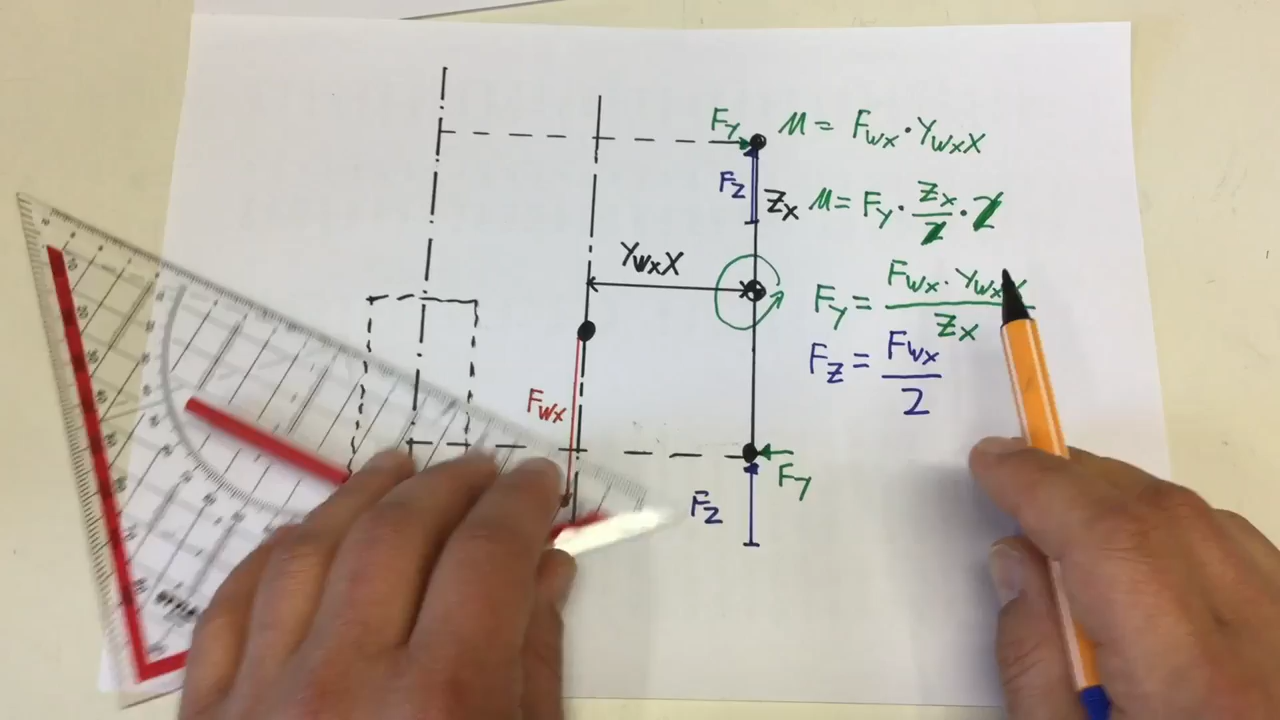 Fy M = Fwx · YwxX
Fz Zx M = Fy · Zx/2 · 2
YwxX
Fy = Fwx · YwxX / Zx
Fz = Fwx / 2
Fwx
Fy
Fz